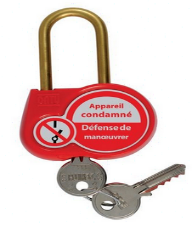 Appareil
condamné
Défense de
manœuvrer